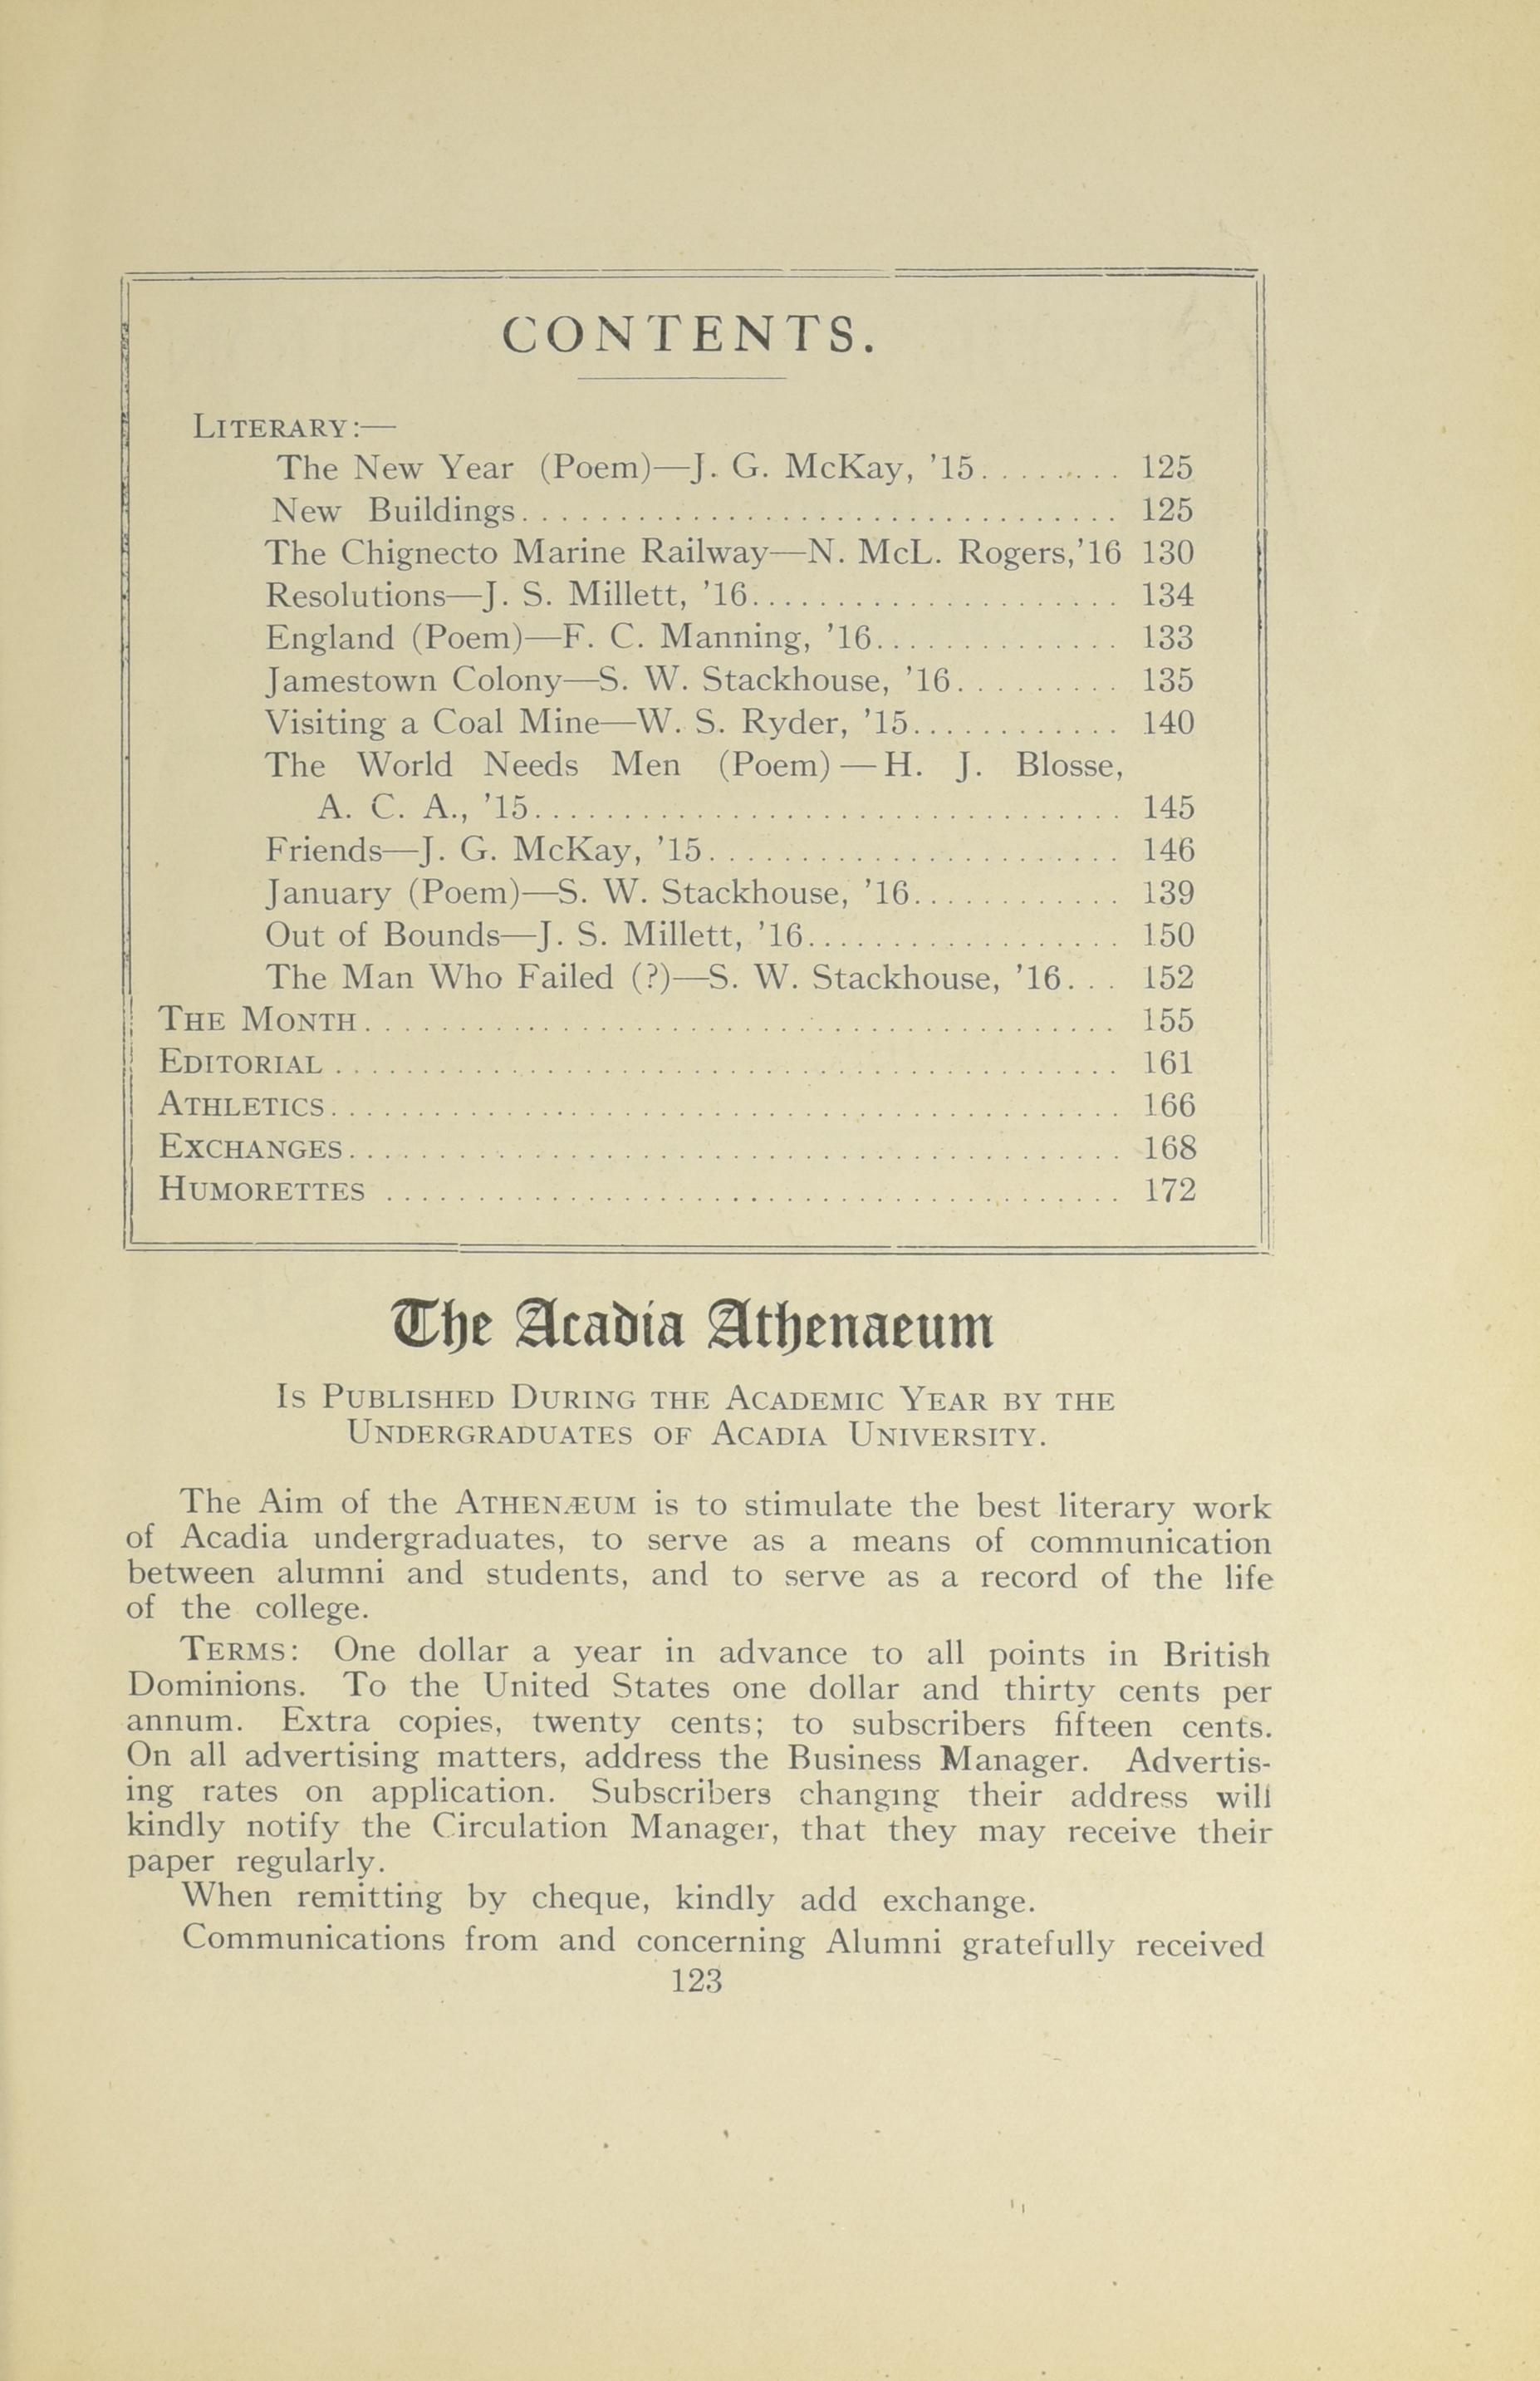 CONTENTS.
LITERARY:—
The New Year (Poem)—J. G. McKay, ’15......... 125
New Buildings................................... 125
The Chignecto Marine Railway—N. McL. Rogers,’16 130
Resolutions—J. S. Millett, ’16...................... 134
England (Poem)—F. C. Manning, ’16............... 133
Jamestown Colony—S. W. Stackhouse, ’16.......... 135
Visiting a Coal Mine—W. S. Ryder, ’15............ 140
The World Needs Men (Poem)—H. J. Blosse,
A. C. A., ’15................................... 145
Friends—J. G. McKay, ’15........................ 146
January (Poem)—S. W. Stackhouse, ’16............ 139
Out of Bounds—J. S. Millett, ’16................... 150
The Man Who Failed (?)—S. W. Stackhouse, ’16... 152
THE MONTH............................................ 155
EDITORIAL.............................................. 161
ATHLETICS.............................................. 166
EXCHANGES............................................. 168
HUMORETTES........................................... 172
The Acadia Athenaeum
IS PUBLISHED DURING THE ACADEMIC YEAR BY THE
UNDERGRADUATES OF ACADIA UNIVERSITY.
The Aim of the ATHENÆUM is to stimulate the best literary work
of Acadia undergraduates, to serve as a means of communication
between alumni and students, and to serve as a record of the life
of the college.
TERMS: One dollar a year in advance to all points in British
Dominions. To the United States one dollar and thirty cents per
annum. Extra copies, twenty cents; to subscribers fifteen cents.
On all advertising matters, address the Business Manager. Advertis-
ing rates on application. Subscribers changing their address will
kindly notify the Circulation Manager, that they may receive their
paper regularly.
When remitting by cheque, kindly add exchange.
Communications from and concerning Alumni gratefully received
123